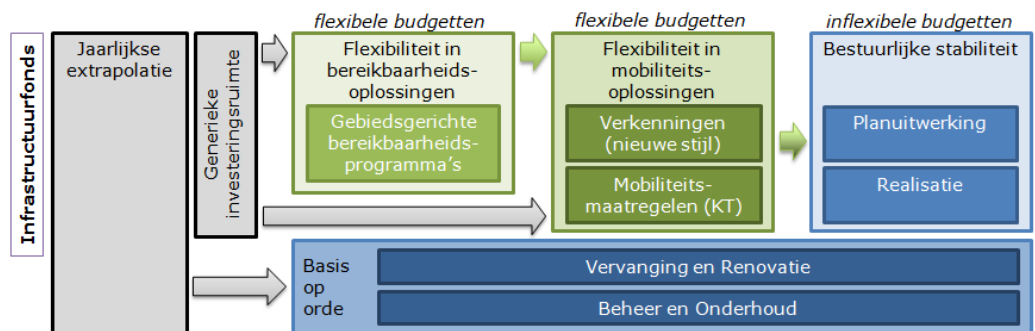 flexibele budgetten
flexibele budgetten
inflexibele budgetten
Infrastructuurfonds
Jaarlijkse
extrapolatie
Generieke
investeringsruimte
Flexibiliteit in
bereikbaarheids-
oplossingen
Gebiedsgerichte
bereikbaarheids-
programma's
Flexibiliteit in
mobiliteits-
oplossingen
Verkenningen
(nieuwe stijl)
Mobiliteits-
maatregelen (KT)
Bestuurlijke stabiliteit
Planuitwerking
Realisatie
Basis
op
orde
Vervanging en Renovatie
Beheer en Onderhoud